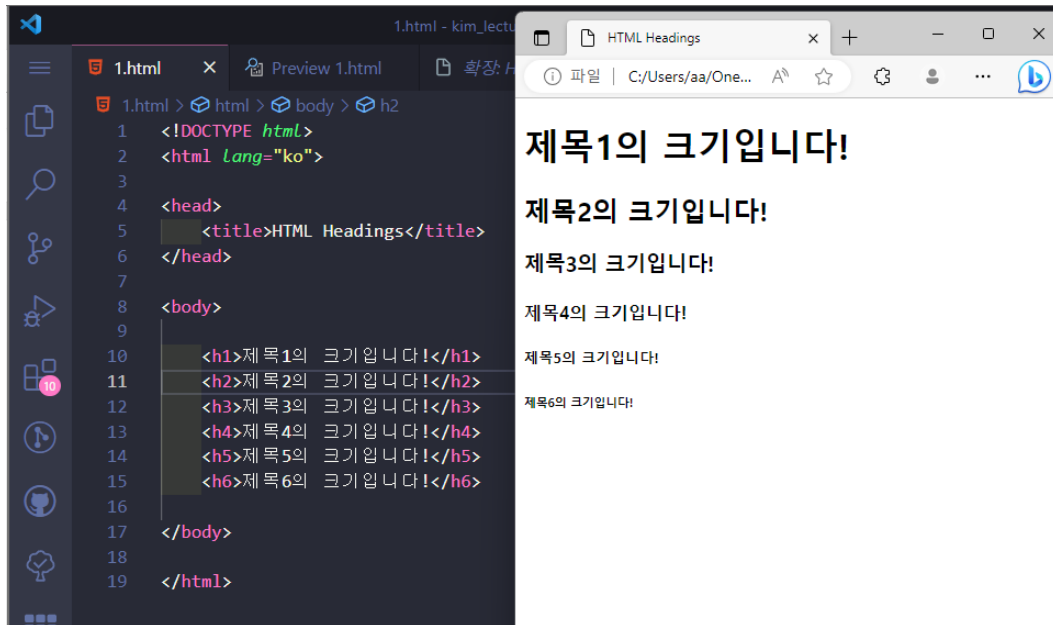 1.html - kim_lectu
1.html
Preview 1.html
확장: H
1.html > html > body > h2
1 <!DOCTYPE html>
2 <html lang="ko">
3
4 <head>
5 <title>HTML Headings</title>
6 </head>
7
8 <body>
9
10 <h1>제목1의 크기입니다!</h1>
11 <h2>제목2의 크기입니다!</h2>
12 <h3>제목3의 크기입니다!</h3>
13 <h4>제목4의 크기입니다!</h4>
14 <h5>제목5의 크기입니다!</h5>
15 <h6>제목6의 크기입니다!</h6>
16
17 </body>
18
19 </html>
10
HTML Headings
파일 | C:/Users/aa/One...
제목1의 크기입니다!
제목2의 크기입니다!
제목3의 크기입니다!
제목4의 크기입니다!
제목5의 크기입니다!
제목6의 크기입니다!